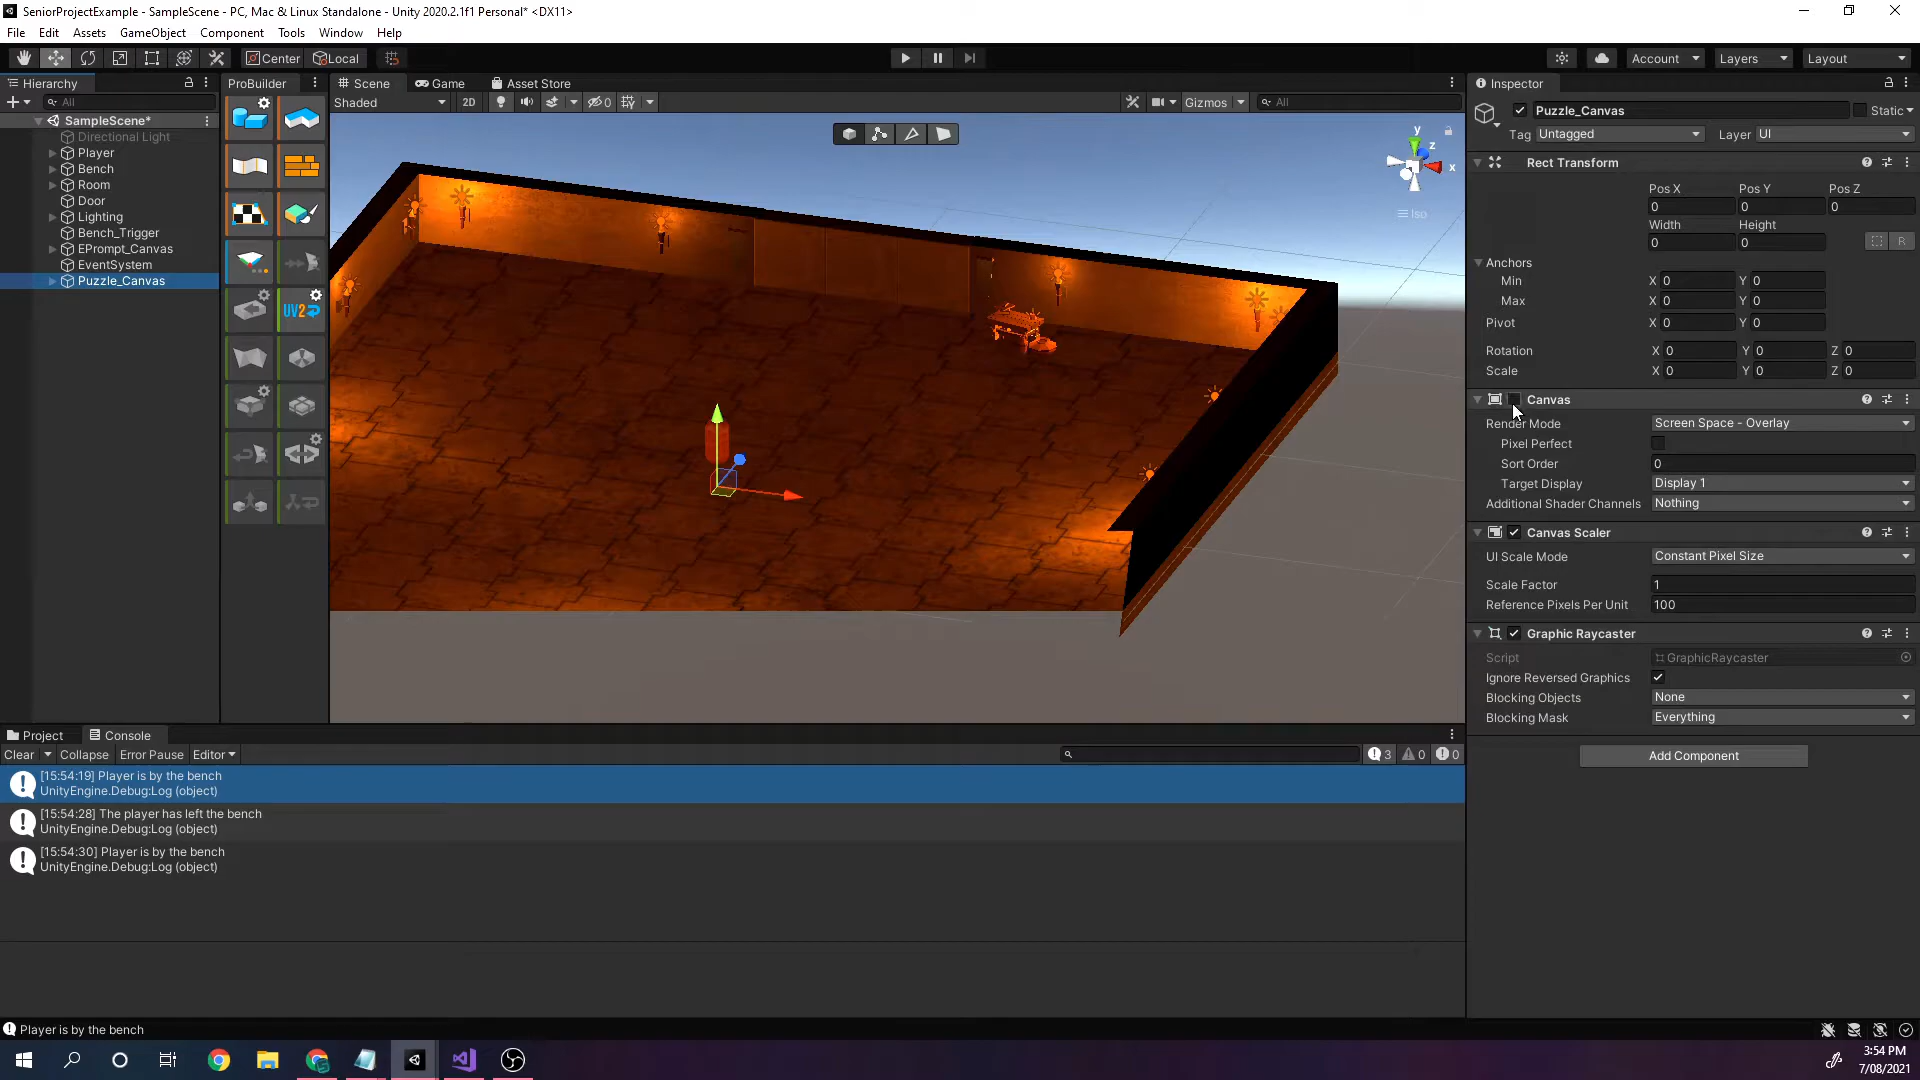 SeniorProjectExample - SampleScene - PC, Mac & Linux Standalone - Unity 2020.2.1f1 Personal* <DX11>
File Edit Assets GameObject Component Tools Window Help
Center Local Account Layers Layout
Hierarchy
All
SampleScene*
Directional Light
Player
Bench
Room
Door
Lighting
Bench_Trigger
EPrompt_Canvas
EventSystem
Puzzle_Canvas
ProBuilder
UV2
Scene Game Asset Store
Shaded 2D 0 Gizmos All
y
z
x
Iso
Inspector
Puzzle_Canvas Static
Tag Untagged Layer UI
Rect Transform
Pos X Pos Y Pos Z
0 0 0
Width Height
0 0 R
Anchors
Min X 0 Y 0
Max X 0 Y 0
Pivot X 0 Y 0
Rotation X 0 Y 0 Z 0
Scale X 0 Y 0 Z 0
Canvas
Render Mode Screen Space - Overlay
Pixel Perfect
Sort Order 0
Target Display Display 1
Additional Shader Channels Nothing
Canvas Scaler
UI Scale Mode Constant Pixel Size
Scale Factor 1
Reference Pixels Per Unit 100
Graphic Raycaster
Script GraphicRaycaster
Ignore Reversed Graphics
Blocking Objects None
Blocking Mask Everything
Add Component
Project Console
Clear Collapse Error Pause Editor 3 0 0
[15:54:19] Player is by the bench
UnityEngine.Debug:Log (object)
[15:54:28] The player has left the bench
UnityEngine.Debug:Log (object)
[15:54:30] Player is by the bench
UnityEngine.Debug:Log (object)
Player is by the bench
3:54 PM
7/08/2021